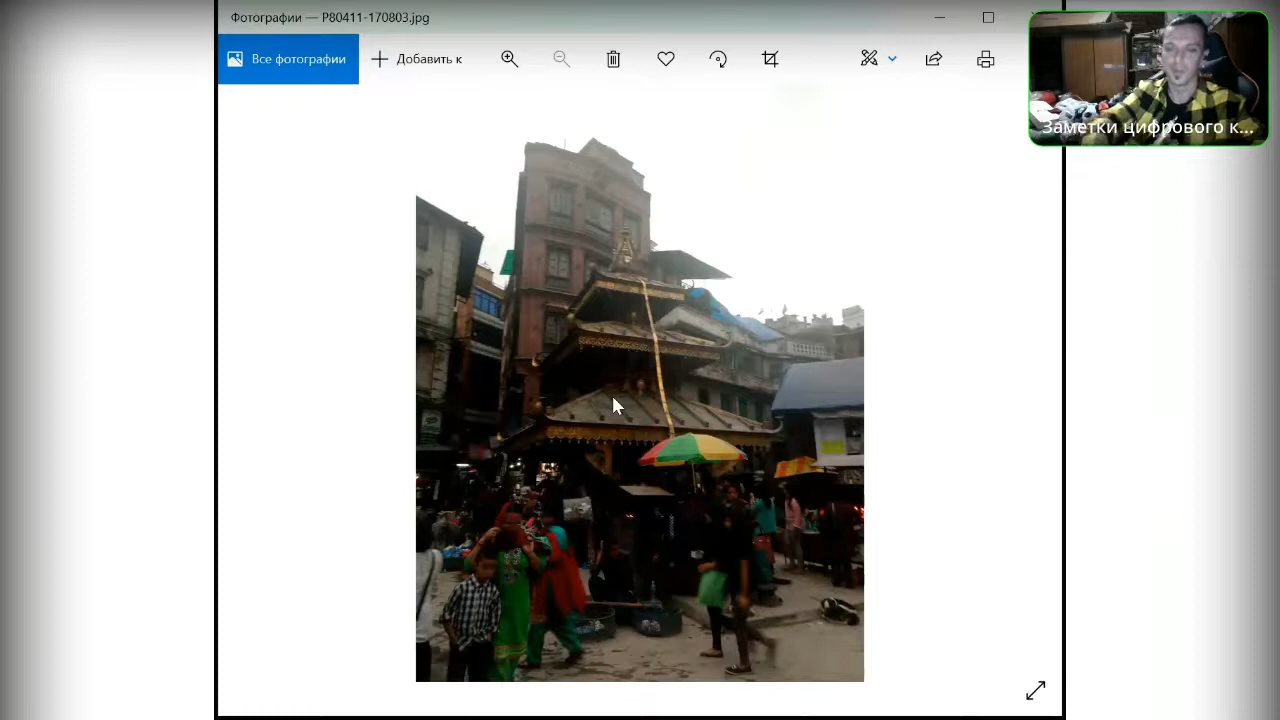 Фотографии — P80411-170803.jpg
Все фотографии
Добавить к
Заметки цифрового к...